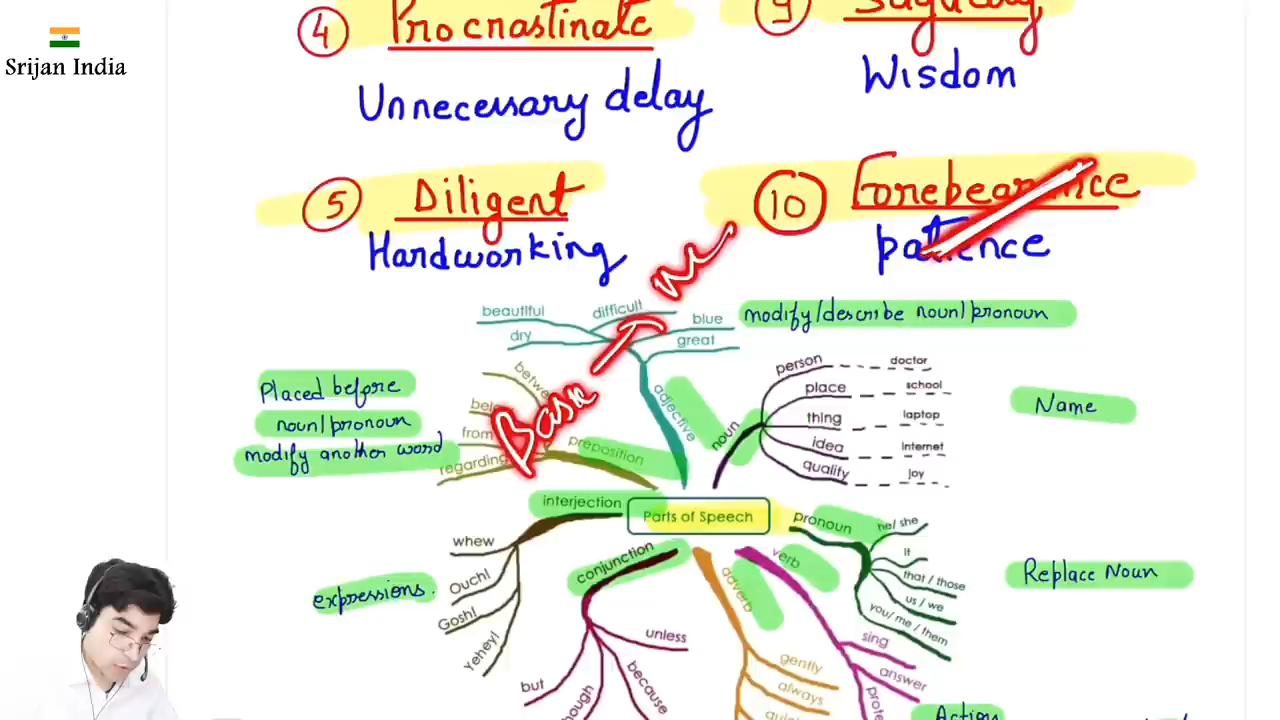 Srijan India
④ Procrastinate
Unnecessary delay
⑨
Wisdom
⑤ Diligent
Hardworking
⑩ Forebearance
patience
Base
beautiful
difficult
blue
dry
great
modify/describe noun/pronoun
adjective
Placed before
noun/pronoun
modify another word
from
regarding
preposition
noun
person doctor
place school
thing laptop
idea Internet
quality Joy
Name
interjection
Parts of Speech
pronoun
he/ she
It
that / those
us / we
you/ me / them
Replace Noun
whew
Ouch!
Gosh!
Yehey!
expressions.
conjunction
but
unless
because
adverb
gently
always
verb
sing
answer
Action